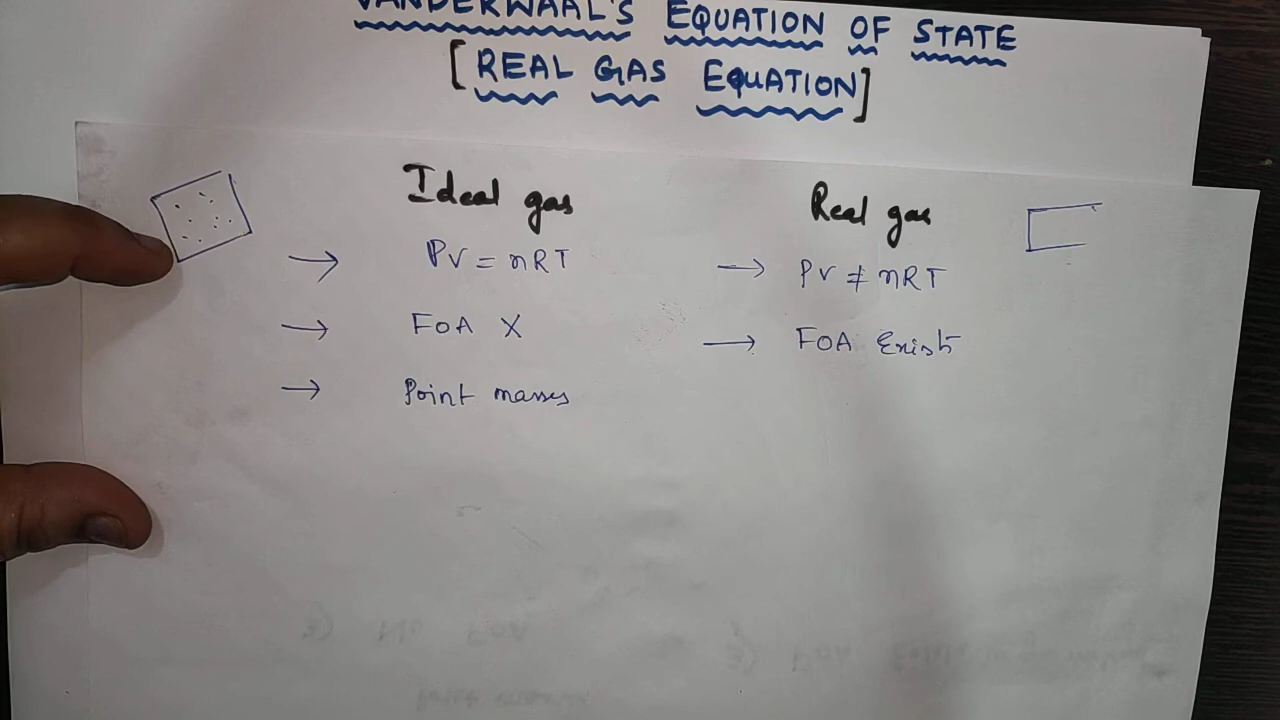 VANDERWAAL'S EQUATION OF STATE
[REAL GAS EQUATION]
Ideal gas
Real gas
→ PV = nRT
→ PV ≠ nRT
→ FOA X
→ FOA Exists
→ Point masses